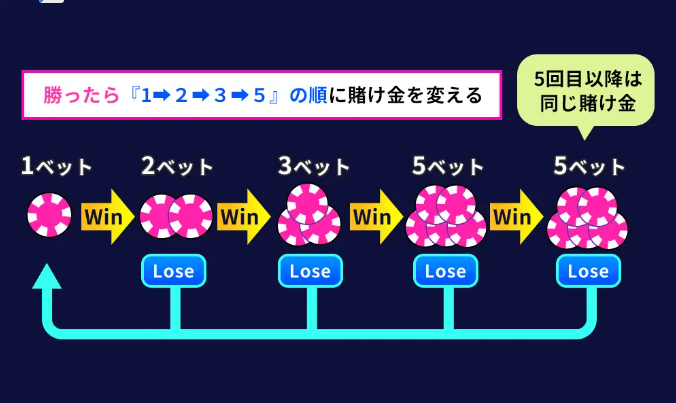 勝ったら『1➡2➡3➡5』の順に賭け金を変える
5回目以降は
同じ賭け金
1ベット
2ベット
3ベット
5ベット
5ベット
Win
Win
Win
Win
Lose
Lose
Lose
Lose